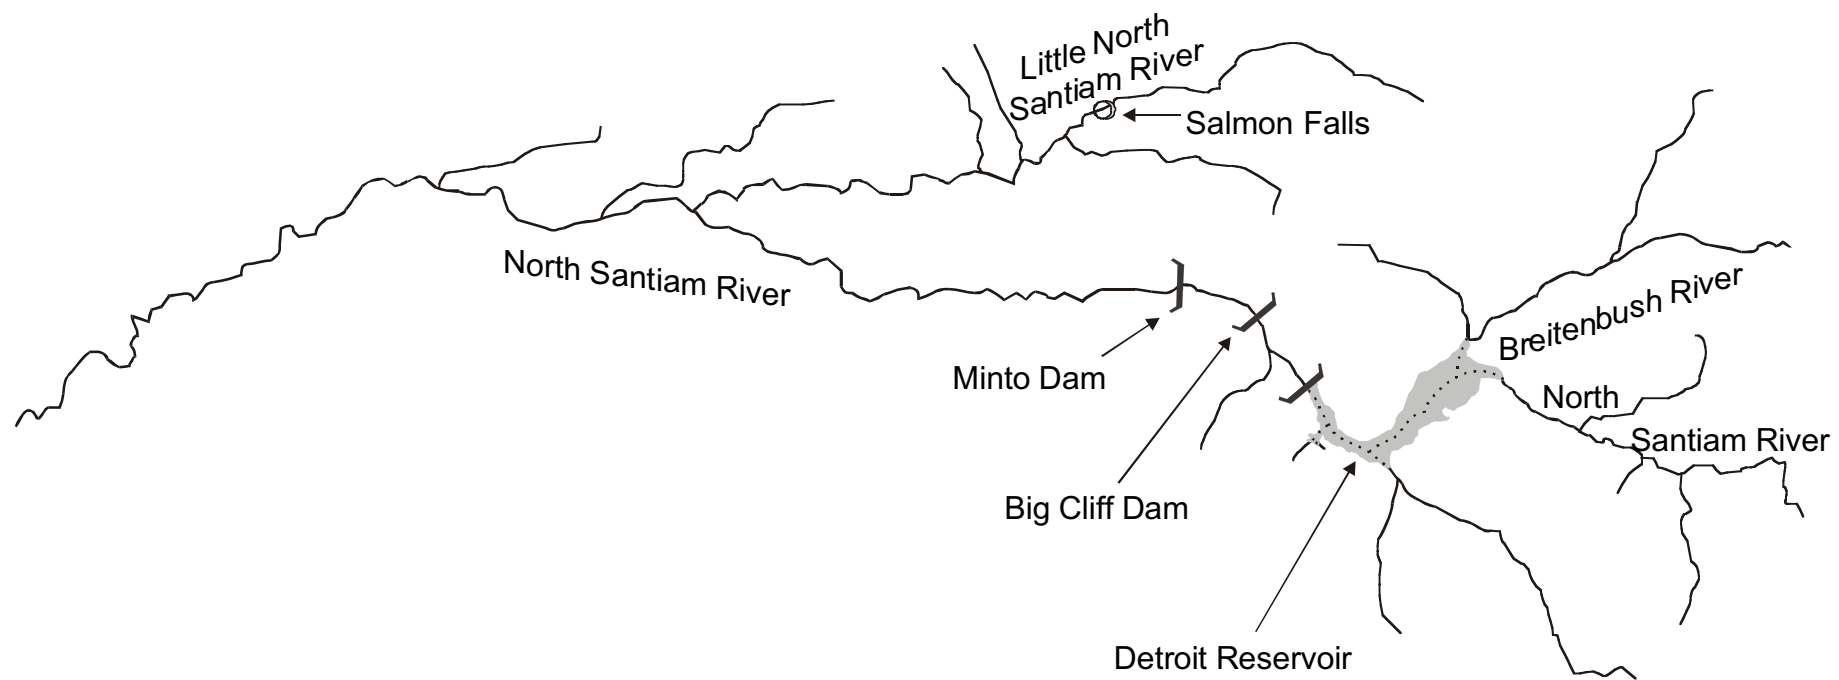 Little North
Santiam River
Salmon Falls
North Santiam River
Breitenbush River
Minto Dam
North
Santiam River
Big Cliff Dam
Detroit Reservoir